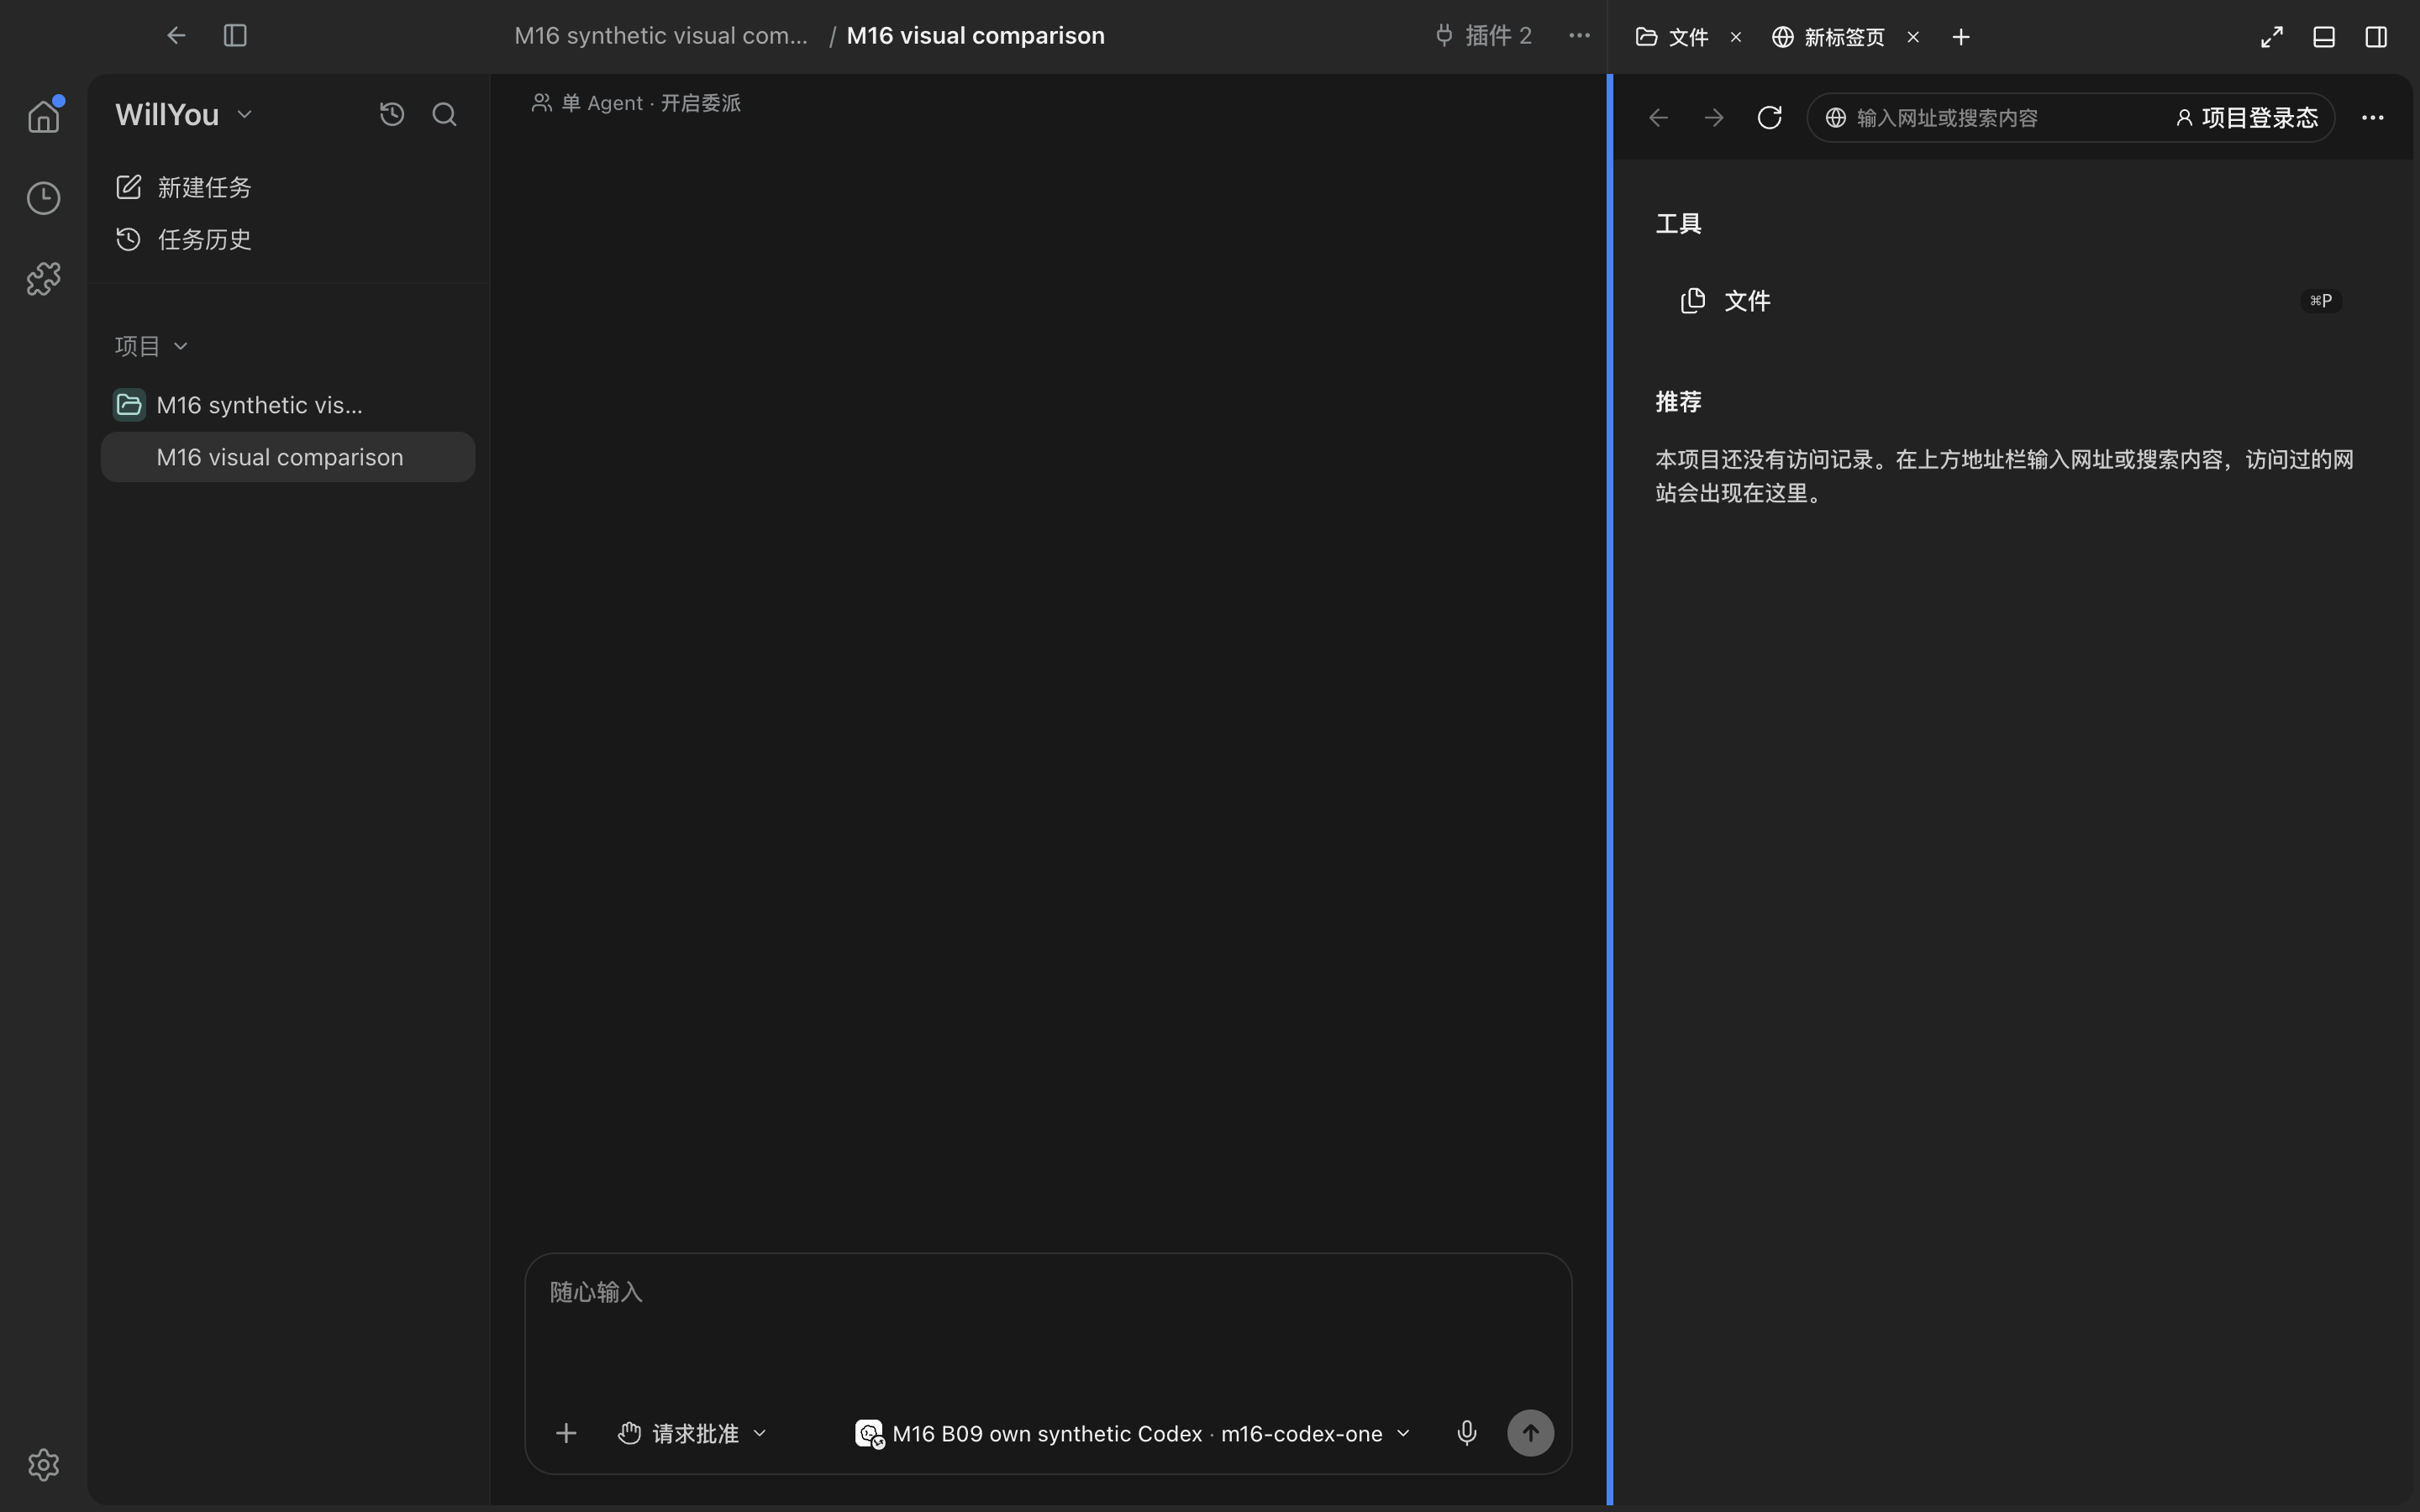 M16 synthetic visual com... / M16 visual comparison
插件 2
文件
新标签页
WillYou
新建任务
任务历史
项目
M16 synthetic vis...
M16 visual comparison
单 Agent · 开启委派
随心输入
请求批准
M16 B09 own synthetic Codex · m16-codex-one
输入网址或搜索内容
项目登录态
工具
文件
⌘P
推荐
本项目还没有访问记录。在上方地址栏输入网址或搜索内容，访问过的网
站会出现在这里。